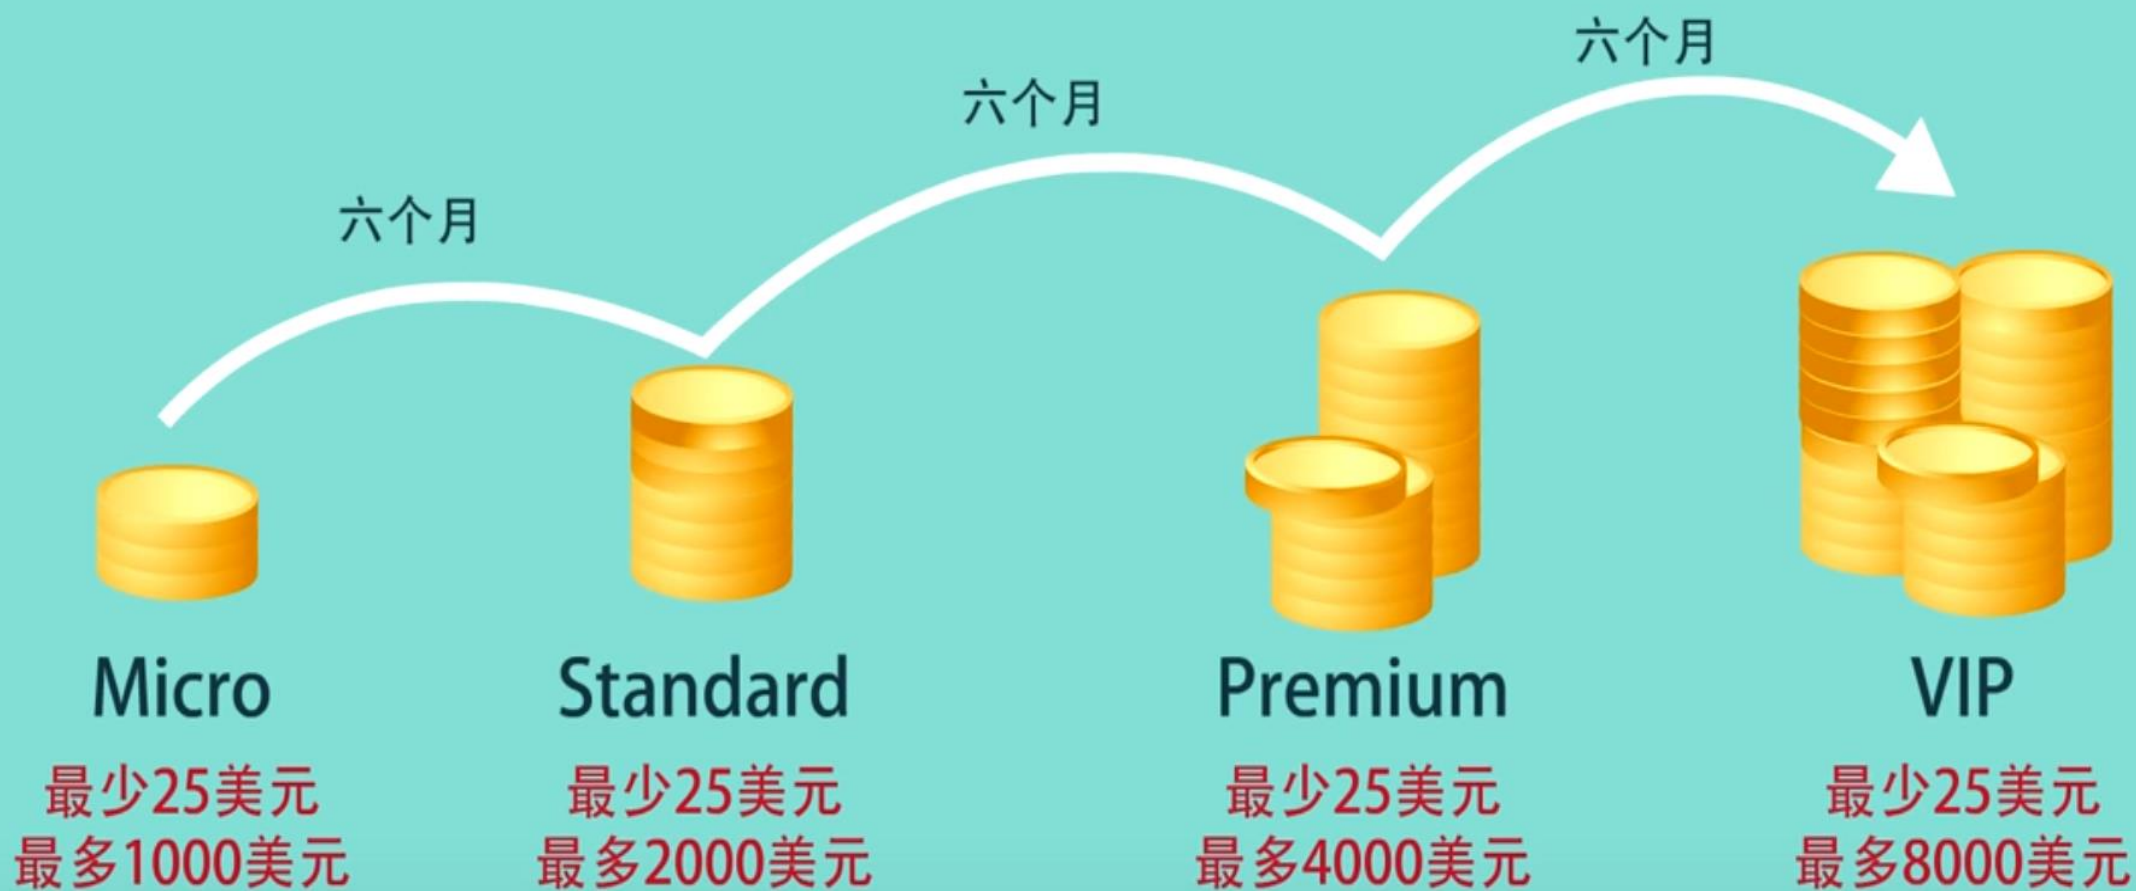 六个月
六个月
六个月
Micro
最少25美元
最多1000美元
Standard
最少25美元
最多2000美元
Premium
最少25美元
最多4000美元
VIP
最少25美元
最多8000美元